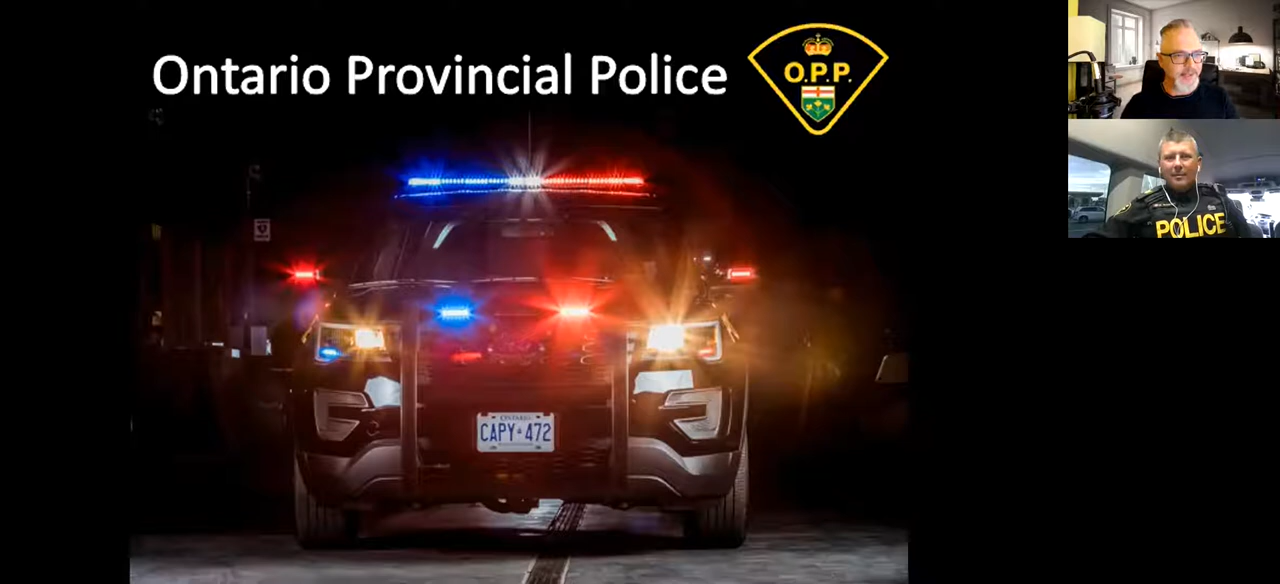 Ontario Provincial Police
O.P.P.
POLICE
ONTARIO
CAPY 472